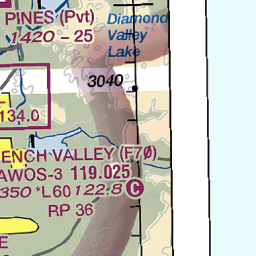 PINES (Pvt)
1420 - 25
Diamond
Valley
Lake
3040
134.0
ENCH VALLEY (F7Ø)
AWOS-3 119.025
350 *L60 122.8 C
RP 36
E